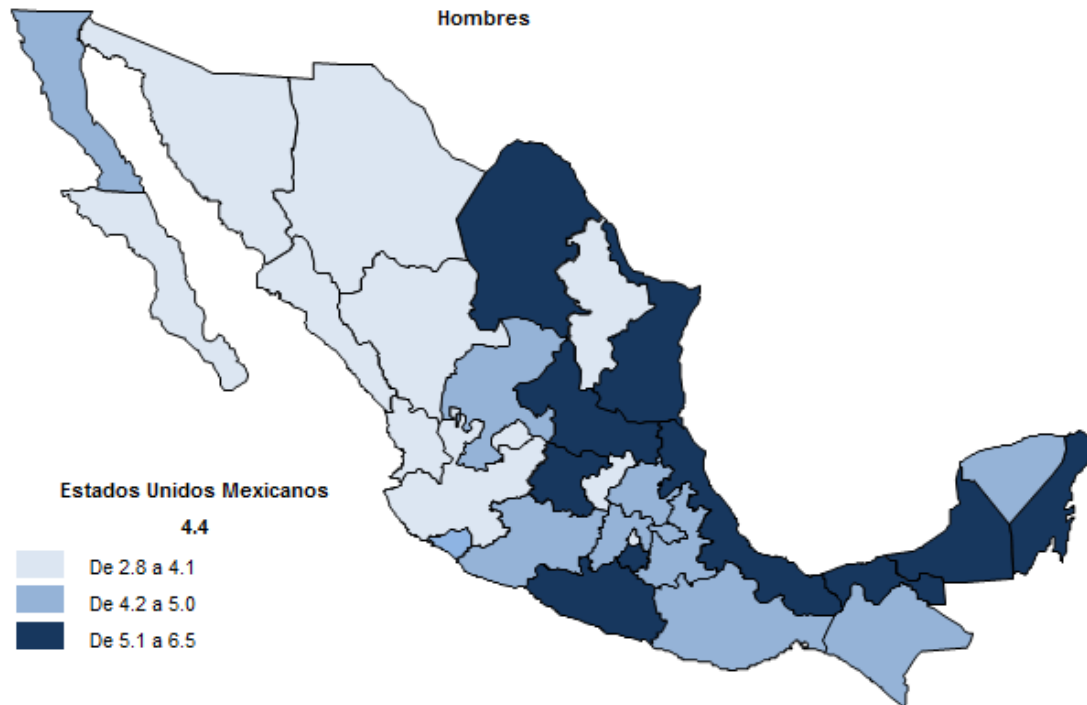 Hombres
Estados Unidos Mexicanos
4.4
De 2.8 a 4.1
De 4.2 a 5.0
De 5.1 a 6.5